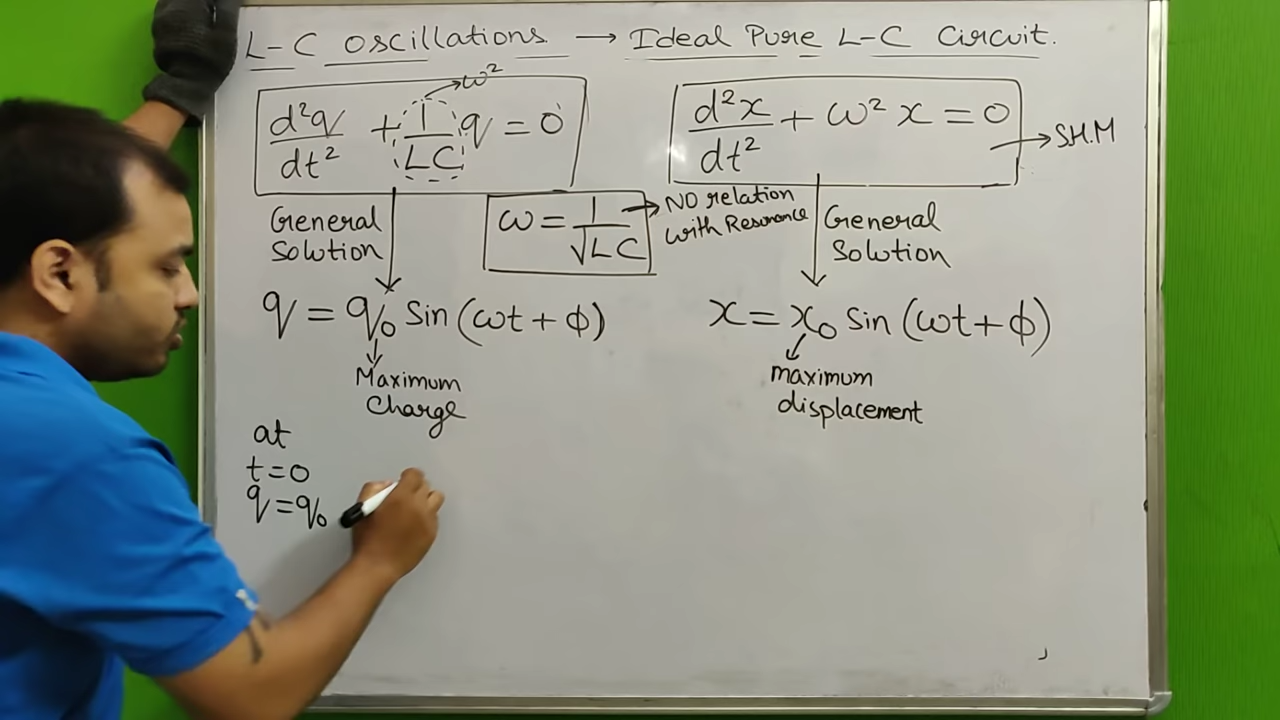 L-C Oscillations → Ideal Pure L-C Circuit.
d²q/dt² + 1/LC q = 0
→ω²
d²x/dt² + ω² x = 0
→ S.H.M
General
Solution
ω = 1/√LC
→ NO relation
with Resonance
General
Solution
q = q₀ Sin (ωt + ϕ)
x = x₀ Sin (ωt + ϕ)
Maximum
Charge
maximum
displacement
at
t=0
q=q₀